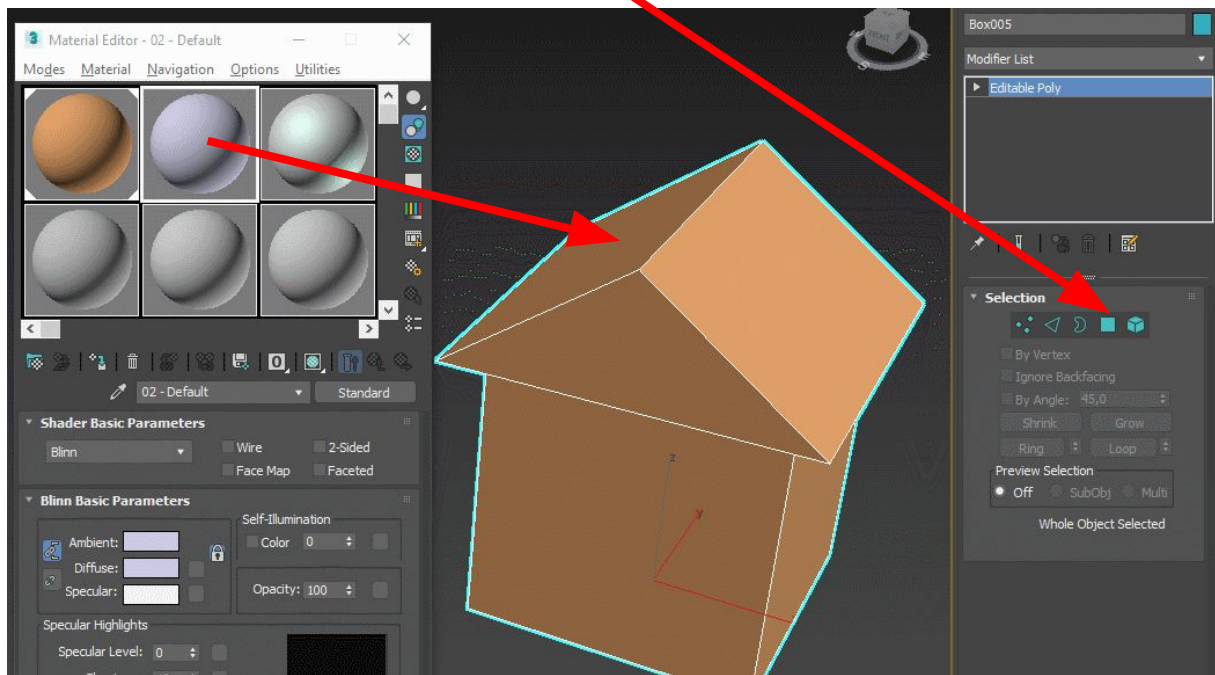 3 Material Editor - 02 - Default
Modes Material Navigation Options Utilities
0
02 - Default Standard
Shader Basic Parameters
Blinn
Wire 2-Sided
Face Map Faceted
Blinn Basic Parameters
Ambient:
Diffuse:
Specular:
Self-Illumination
Color 0
Opacity: 100
Specular Highlights
Specular Level: 0
z
y
S
E
Box005
Modifier List
Editable Poly
Selection
By Vertex
Ignore Backfacing
By Angle: 45,0
Shrink Grow
Ring Loop
Preview Selection
Off SubObj Multi
Whole Object Selected